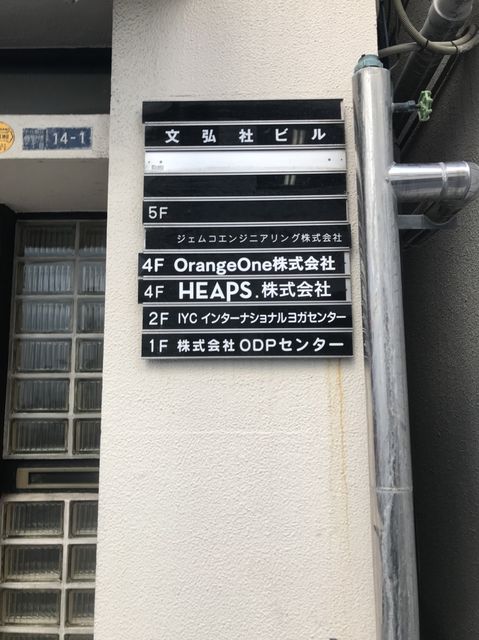 14-1
文弘社ビル
5F
ジェムコエンジニアリング株式会社
4F OrangeOne株式会社
4F HEAPS.株式会社
2F IYC インターナショナルヨガセンター
1F 株式会社ODPセンター